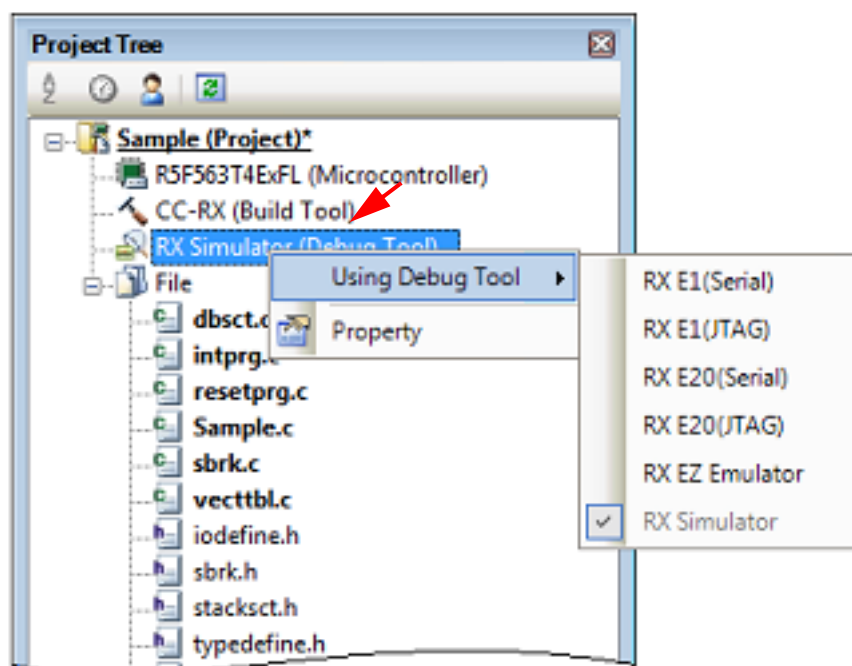 Project Tree
Sample (Project)*
R5F563T4ExFL (Microcontroller)
CC-RX (Build Tool)
RX Simulator (Debug Tool)
Using Debug Tool
RX E1(Serial)
File
Property
RX E1(JTAG)
dbsct.c
RX E20(Serial)
intprg.c
RX E20(JTAG)
resetprg.c
Sample.c
RX EZ Emulator
sbrk.c
RX Simulator
vecttbl.c
iodefine.h
sbrk.h
stacksct.h
typedefine.h